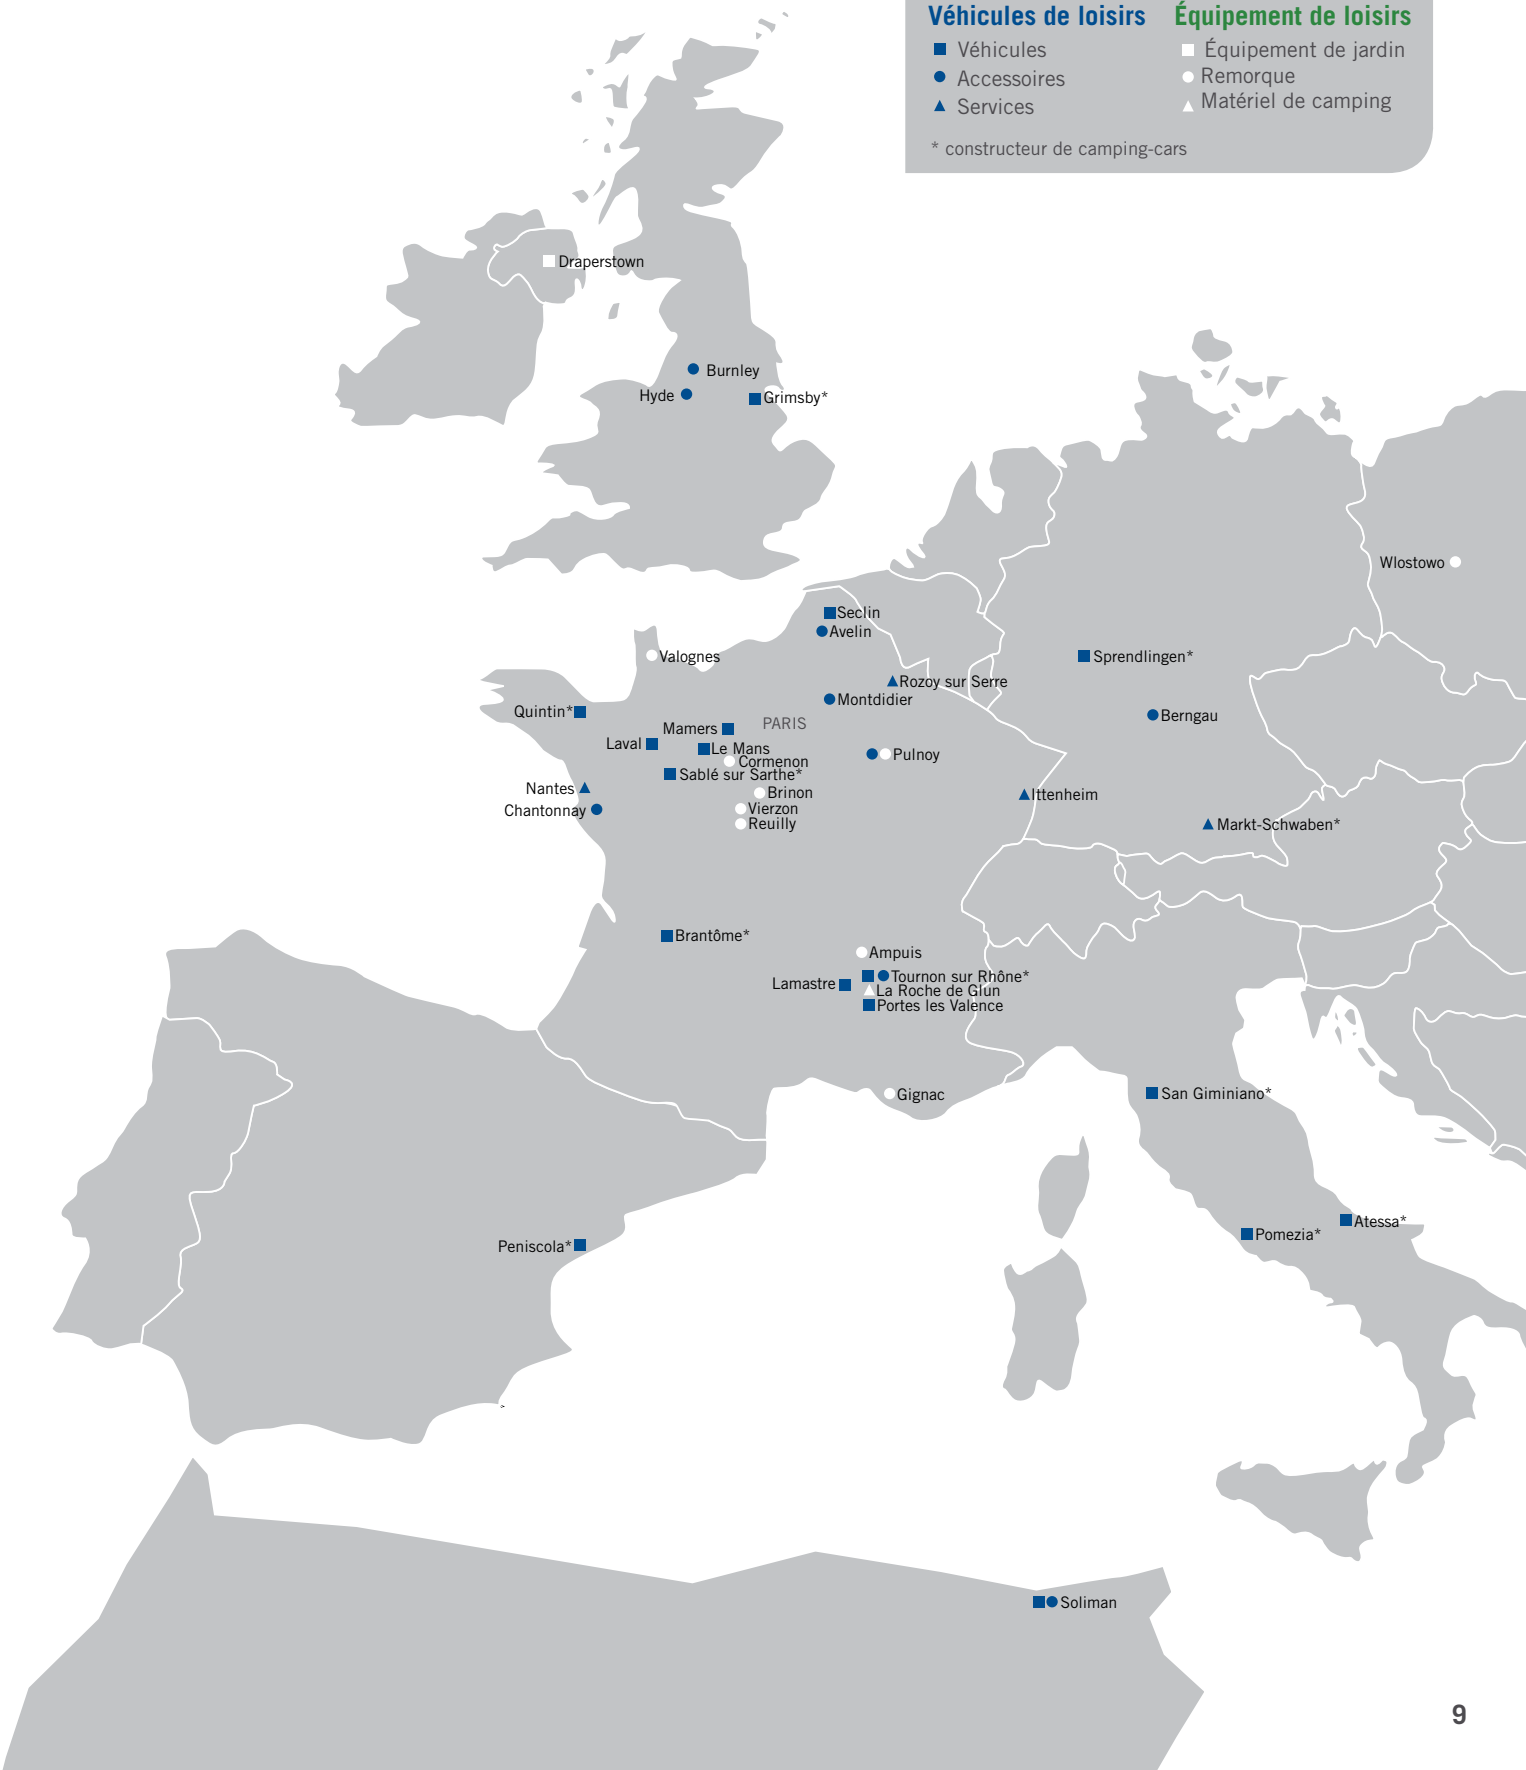 Véhicules de loisirs
Véhicules
Accessoires
Services
Équipement de loisirs
Équipement de jardin
Remorque
Matériel de camping
* constructeur de camping-cars
Draperstown
Burnley
Hyde
Grimsby*
Wlostowo
Seclin
Avelin
Valognes
Sprendlingen*
Rozoy sur Serre
Montdidier
Quintin*
Berngau
PARIS
Mamers
Laval
Le Mans
Pulnoy
Cormenon
Sablé sur Sarthe*
Nantes
Brinon
Ittenheim
Chantonnay
Vierzon
Reuilly
Markt-Schwaben*
Brantôme*
Ampuis
Tournon sur Rhône*
Lamastre
La Roche de Glun
Portes les Valence
Gignac
San Giminiano*
Atessa*
Pomezia*
Peniscola*
Soliman
9